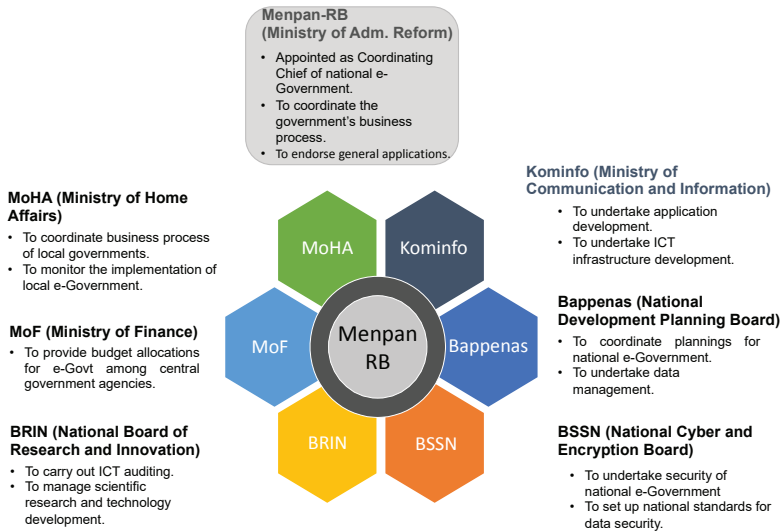 Menpan-RB
(Ministry of Adm. Reform)
• Appointed as Coordinating
Chief of national e-
Government.
• To coordinate the
government's business
process.
• To endorse general applications.
MoHA (Ministry of Home
Affairs)
• To coordinate business process
of local governments.
• To monitor the implementation of
local e-Government.
MoF (Ministry of Finance)
• To provide budget allocations
for e-Govt among central
government agencies.
BRIN (National Board of
Research and Innovation)
• To carry out ICT auditing.
• To manage scientific
research and technology
development.
MoHA
Kominfo
MoF
Menpan
RB
Bappenas
BRIN
BSSN
Kominfo (Ministry of
Communication and Information)
• To undertake application
development.
• To undertake ICT
infrastructure development.
Bappenas (National
Development Planning Board)
• To coordinate plannings for
national e-Government.
• To undertake data
management.
BSSN (National Cyber and
Encryption Board)
• To undertake security of
national e-Government
• To set up national standards for
data security.